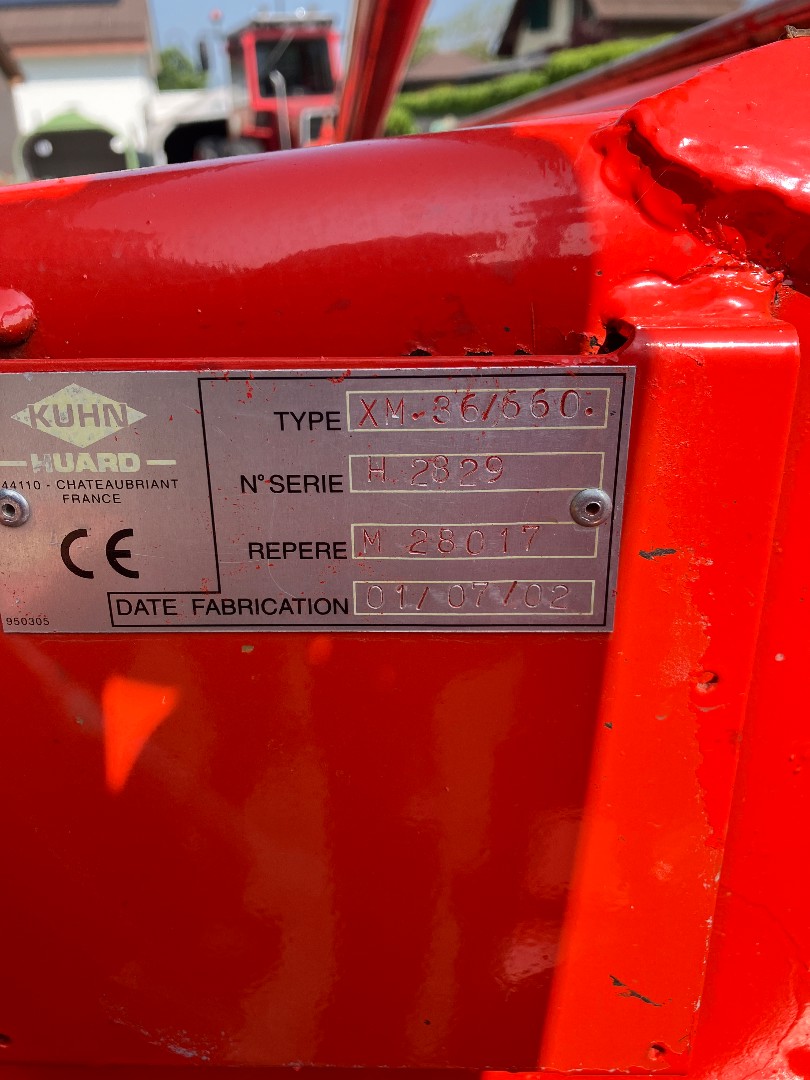 KUHN
HUARD
44110 - CHATEAUBRIANT
FRANCE
CE
950305
TYPE XM.36/660.
N° SERIE H 2829
REPERE M 28017
DATE FABRICATION 01/07/02